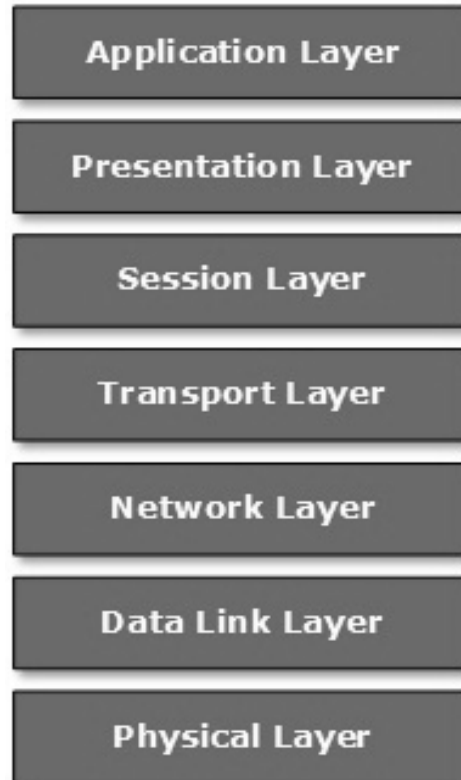 Application Layer
Presentation Layer
Session Layer
Transport Layer
Network Layer
Data Link Layer
Physical Layer